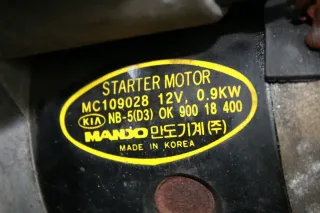 STARTER MOTOR
MC109028 12V, 0.9KW
KIA NB-5(D3) OK 900 18 400
MANDO 만도기계(주)
MADE IN KOREA